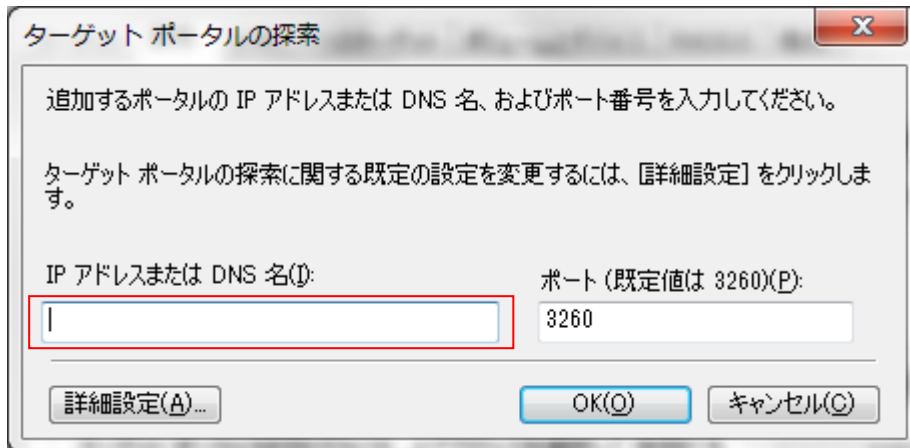 ターゲット ポータルの探索
追加するポータルの IP アドレスまたは DNS 名、およびポート番号を入力してください。
ターゲット ポータルの探索に関する既定の設定を変更するには、[詳細設定] をクリックしま
す。
IP アドレスまたは DNS 名(I):
ポート (既定値は 3260)(P):
3260
詳細設定(A)...
OK(O)
キャンセル(C)